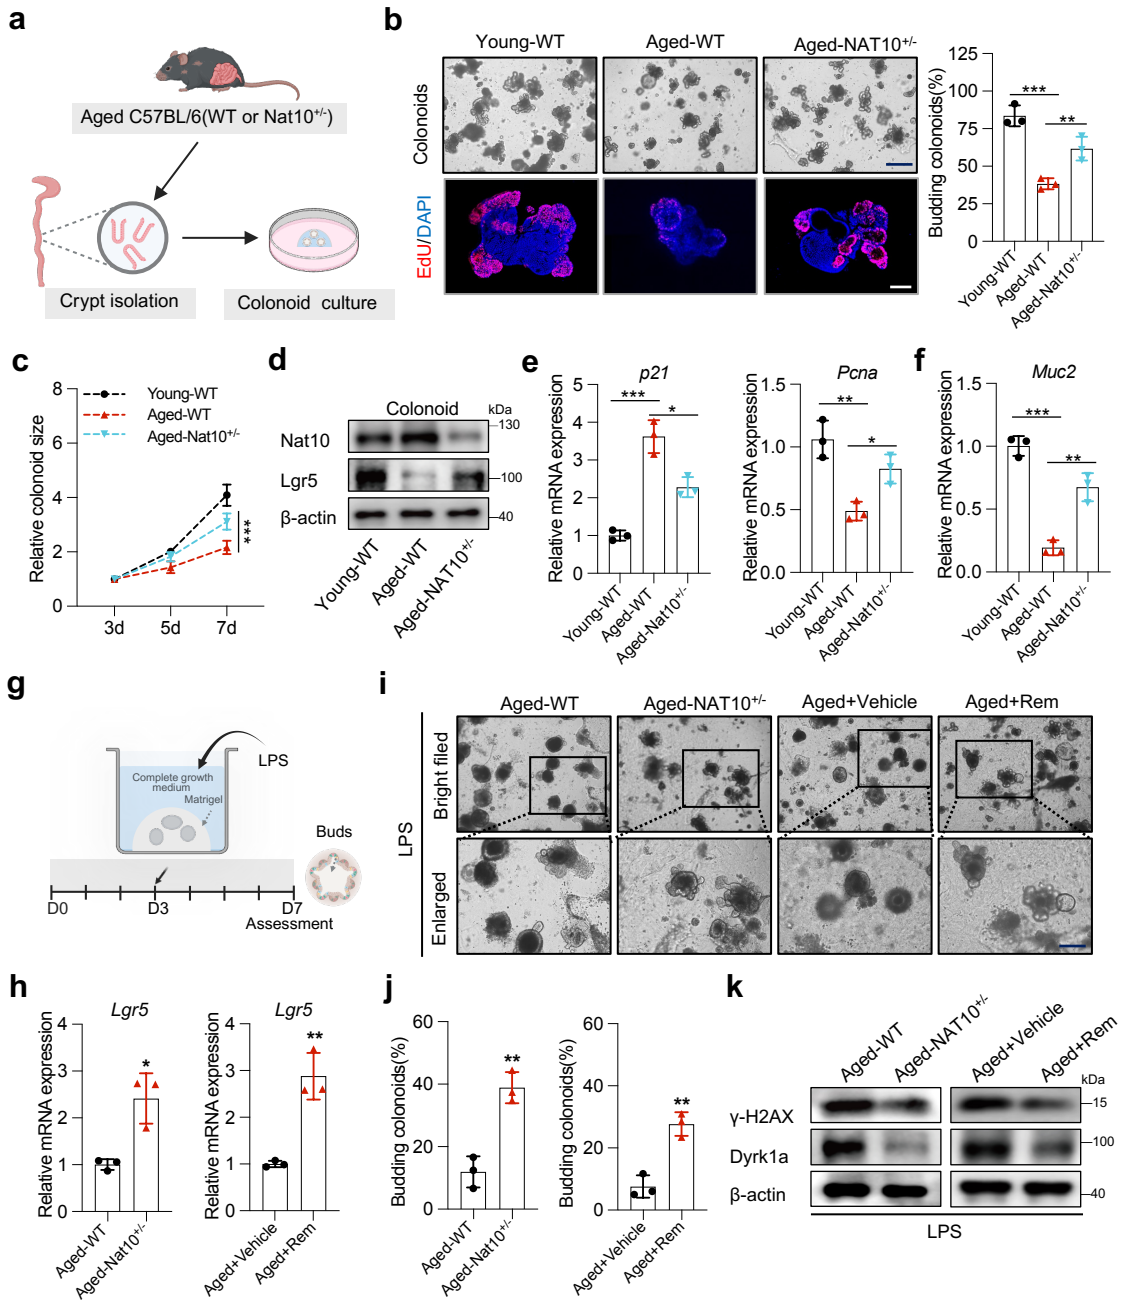 a
Aged C57BL/6(WT or Nat10+/-)
Crypt isolation
Colonoid culture
b
Young-WT
Aged-WT
Aged-NAT10+/-
Colonoids
EdU/DAPI
Budding colonoids(%)
125
100
75
50
25
0
***
**
Young-WT
Aged-WT
Aged-Nat10+/-
c
Relative colonoid size
8
6
4
2
0
Young-WT
Aged-WT
Aged-Nat10+/-
***
3d
5d
7d
d
Colonoid
kDa
Nat10
130
Lgr5
100
β-actin
40
Young-WT
Aged-WT
Aged-NAT10+/-
e
p21
Relative mRNA expression
5
4
3
2
1
0
***
*
Young-WT
Aged-WT
Aged-Nat10+/-
Pcna
Relative mRNA expression
1.5
1.0
0.5
0.0
**
*
Young-WT
Aged-WT
Aged-Nat10+/-
f
Muc2
Relative mRNA expression
1.5
1.0
0.5
0.0
***
**
Young-WT
Aged-WT
Aged-Nat10+/-
g
LPS
Complete growth
medium
Matrigel
Buds
D0
D3
D7
Assessment
h
Lgr5
Relative mRNA expression
4
3
2
1
0
*
Aged-WT
Aged-Nat10+/-
Lgr5
Relative mRNA expression
4
3
2
1
0
**
Aged+Vehicle
Aged+Rem
i
Aged-WT
Aged-NAT10+/-
Aged+Vehicle
Aged+Rem
LPS
Bright filed
Enlarged
j
Budding colonoids(%)
60
40
20
0
**
Aged-WT
Aged-Nat10+/-
Budding colonoids(%)
60
40
20
0
**
Aged+Vehicle
Aged+Rem
k
Aged-WT
Aged-NAT10+/-
Aged+Vehicle
Aged+Rem
kDa
γ-H2AX
15
Dyrk1a
100
β-actin
40
LPS